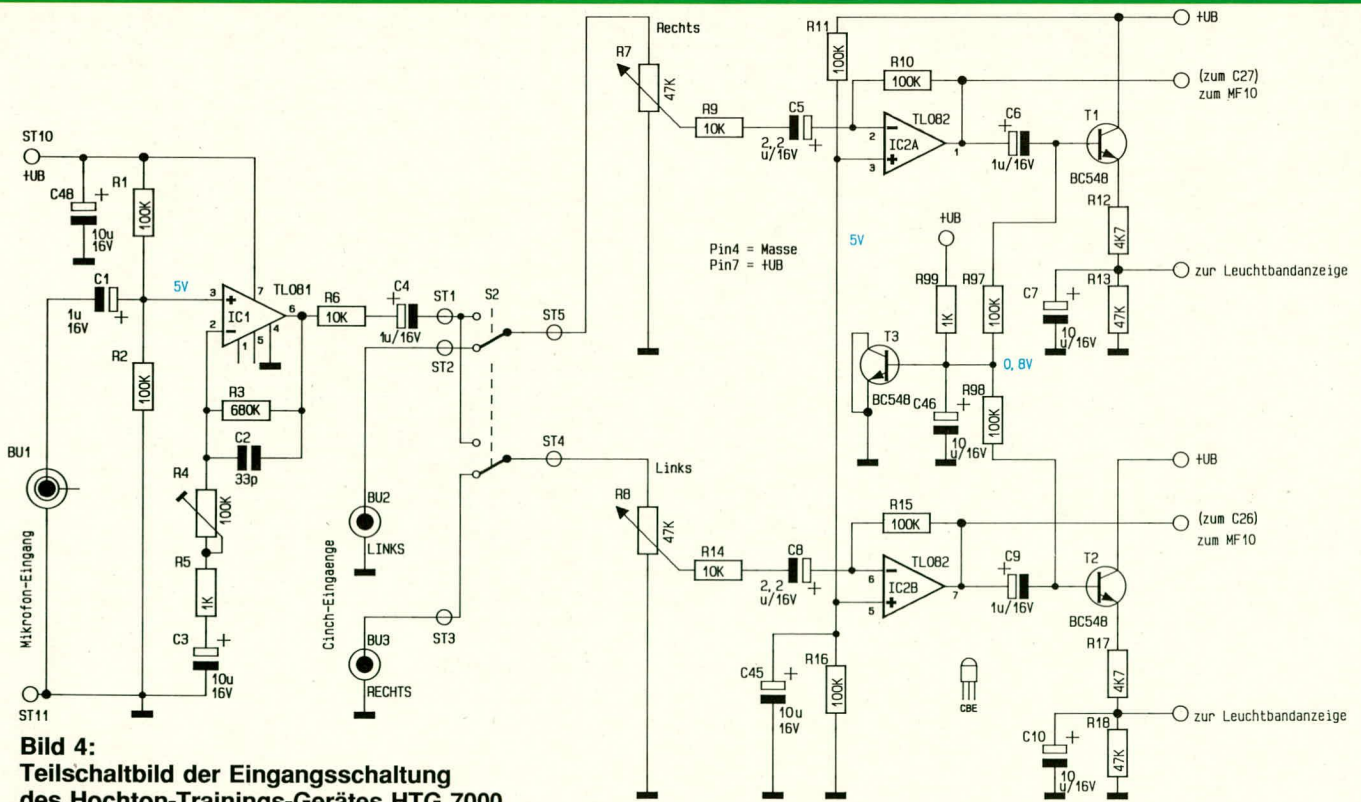 ST10
+UB
C48
+
10u
16V
R1
100K
C1
1u
16V
+
5V
3
+
7
TL081
IC1
6
2
-
1
5
4
R2
100K
R3
680K
C2
33p
R4
100K
R5
1K
C3
+
10u
16V
BU1
Mikrofon-Eingang
ST11
R6
10K
C4
+
1u/16V
ST1
S2
ST5
ST2
ST4
BU2
LINKS
Cinch-Eingaenge
BU3
RECHTS
ST3
Rechts
R7
47K
R9
10K
C5
2,2
u/16V
+
R11
100K
R10
100K
TL082
2
-
IC2A
1
3
+
C6
+
1u/16V
T1
BC548
+UB
(zum C27)
zum MF10
R12
4K7
zur Leuchtbandanzeige
R13
47K
C7
+
10
u/16V
Pin4 = Masse
Pin7 = +UB
5V
+UB
R99
1K
R97
100K
T3
BC548
0,8V
C46
+
10
u/16V
R98
100K
Links
R8
47K
R14
10K
C8
2,2
u/16V
+
R15
100K
TL082
6
-
IC2B
7
5
+
C9
+
1u/16V
T2
BC548
+UB
(zum C26)
zum MF10
R17
4K7
zur Leuchtbandanzeige
R18
47K
C10
+
10
u/16V
C45
+
10u
16V
R16
100K
CBE
Bild 4:
Teilschaltbild der Eingangsschaltung
des Hochton-Trainings-Gerätes HTG 7000